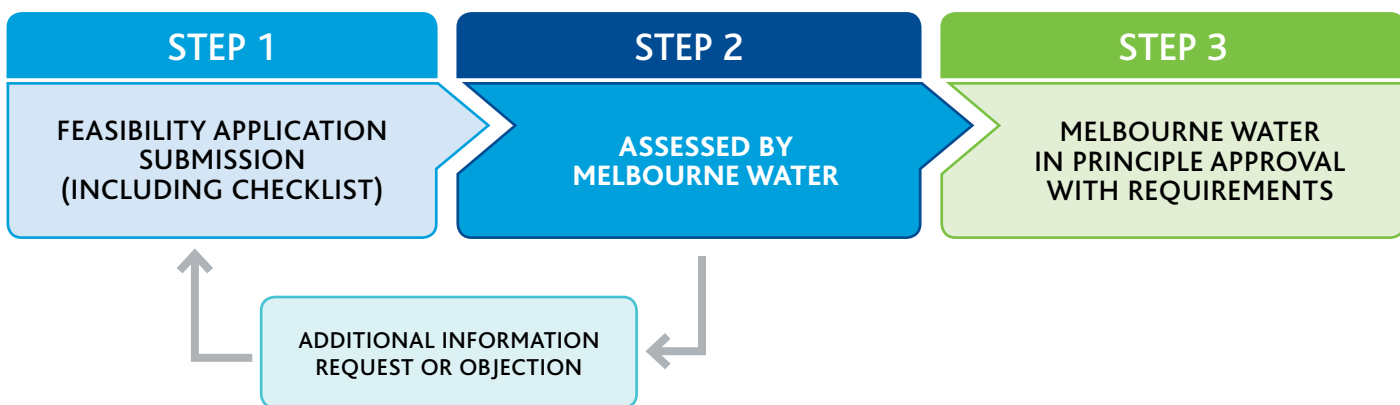 STEP 1
FEASIBILITY APPLICATION
SUBMISSION
(INCLUDING CHECKLIST)
STEP 2
ASSESSED BY
MELBOURNE WATER
STEP 3
MELBOURNE WATER
IN PRINCIPLE APPROVAL
WITH REQUIREMENTS
ADDITIONAL INFORMATION
REQUEST OR OBJECTION